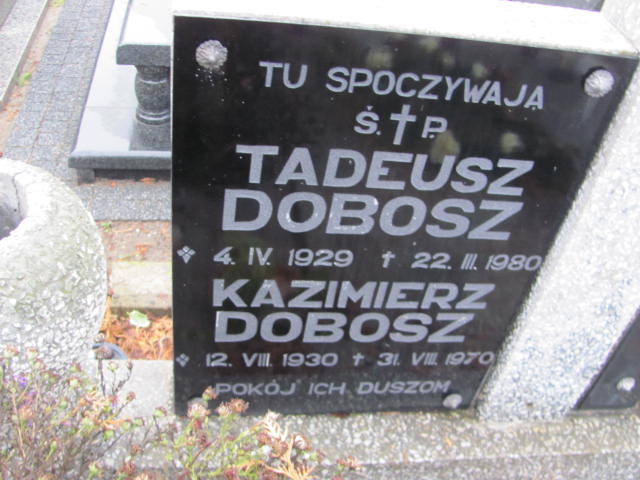 TU SPOCZYWAJĄ
Ś.†P.
TADEUSZ
DOBOSZ
4. IV. 1929 † 22. III. 1980
KAZIMIERZ
DOBOSZ
12. VIII. 1930 † 31. VIII. 1970
POKÓJ ICH DUSZOM